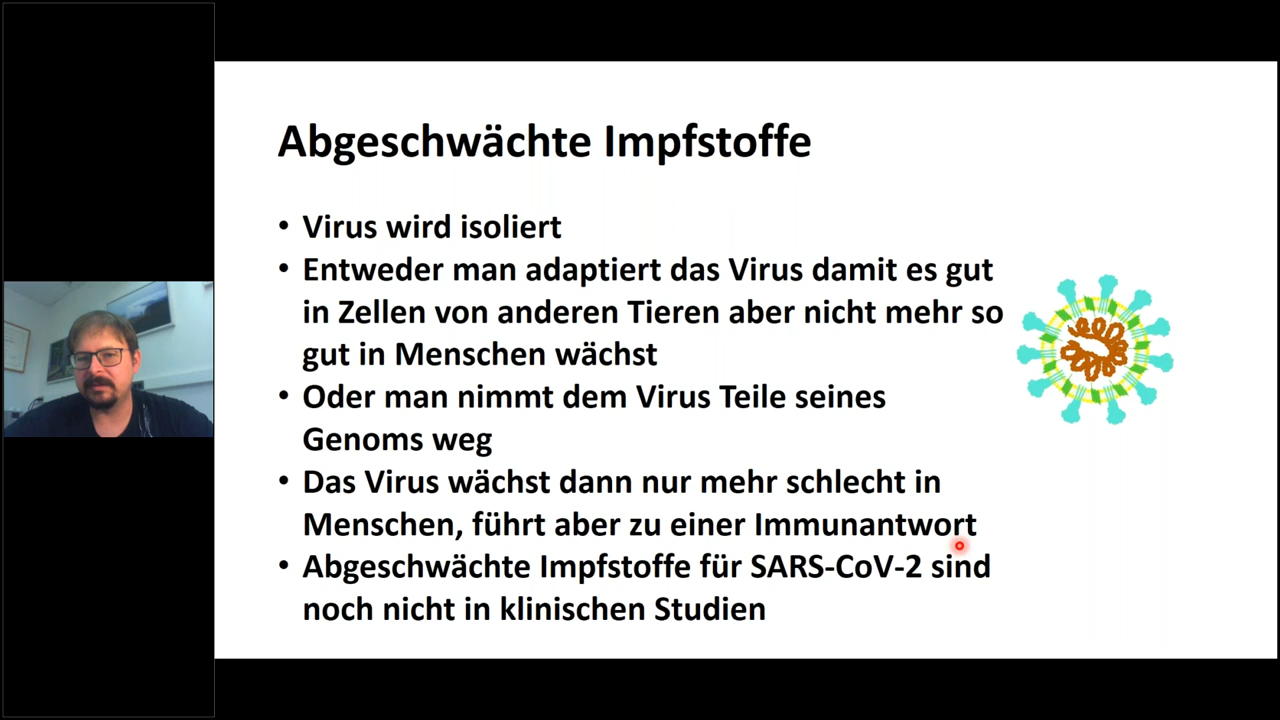 Abgeschwächte Impfstoffe
• Virus wird isoliert
• Entweder man adaptiert das Virus damit es gut
in Zellen von anderen Tieren aber nicht mehr so
gut in Menschen wächst
• Oder man nimmt dem Virus Teile seines
Genoms weg
• Das Virus wächst dann nur mehr schlecht in
Menschen, führt aber zu einer Immunantwort
• Abgeschwächte Impfstoffe für SARS-CoV-2 sind
noch nicht in klinischen Studien